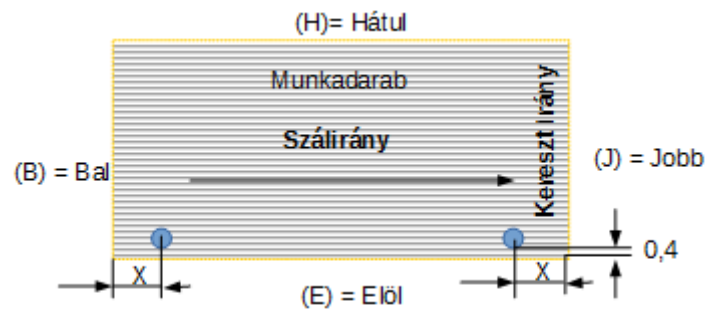 (H)= Hátul
Munkadarab
Szálirány
Kereszt Irány
(B) = Bal
(J) = Jobb
0,4
X
X
(E) = Elöl